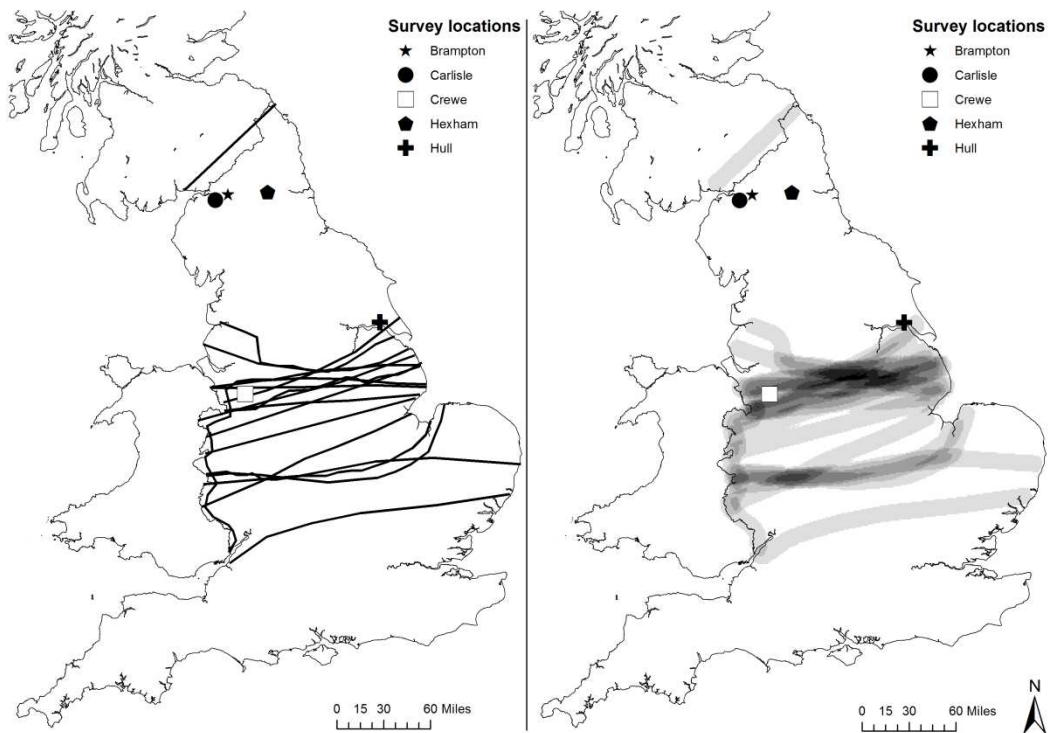 Survey locations
Brampton
Carlisle
Crewe
Hexham
Hull
0 15 30 60 Miles
Survey locations
Brampton
Carlisle
Crewe
Hexham
Hull
N
0 15 30 60 Miles